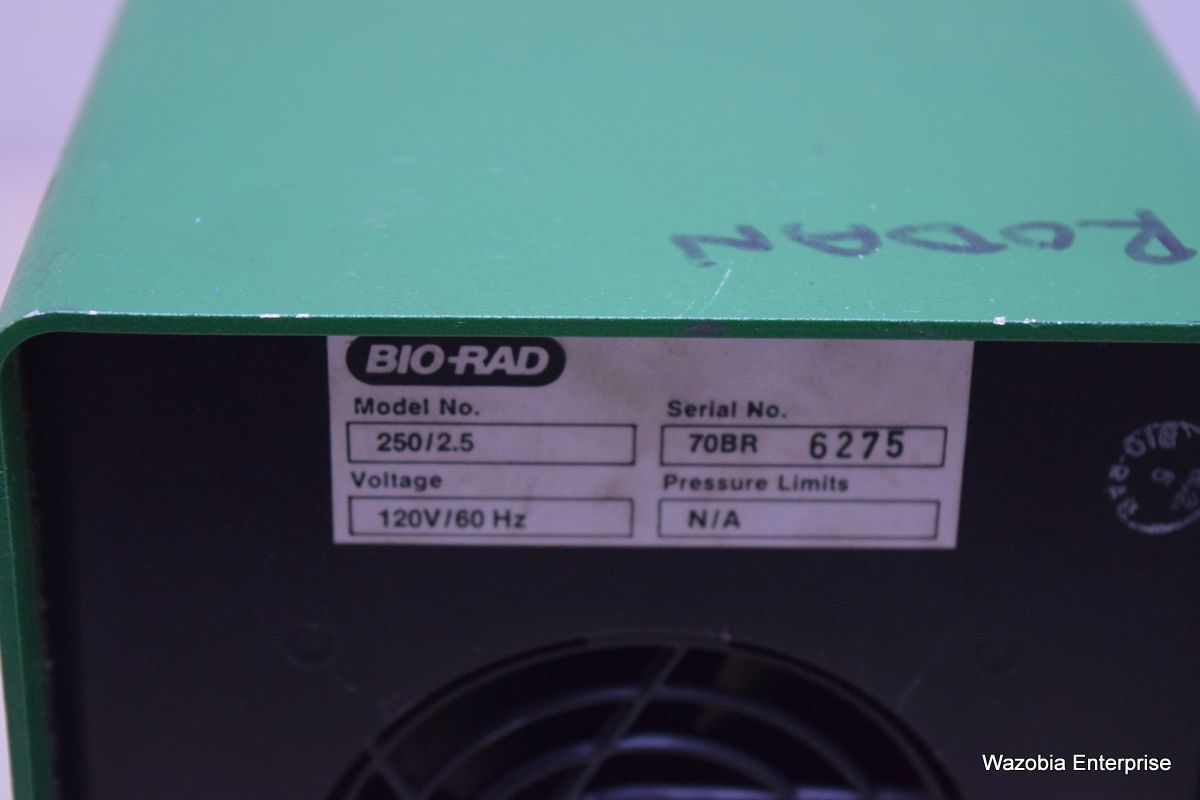 RODAN
BIO-RAD
Model No. Serial No.
250/2.5 70BR 6275
Voltage Pressure Limits
120V/60 Hz N/A
Wazobia Enterprise